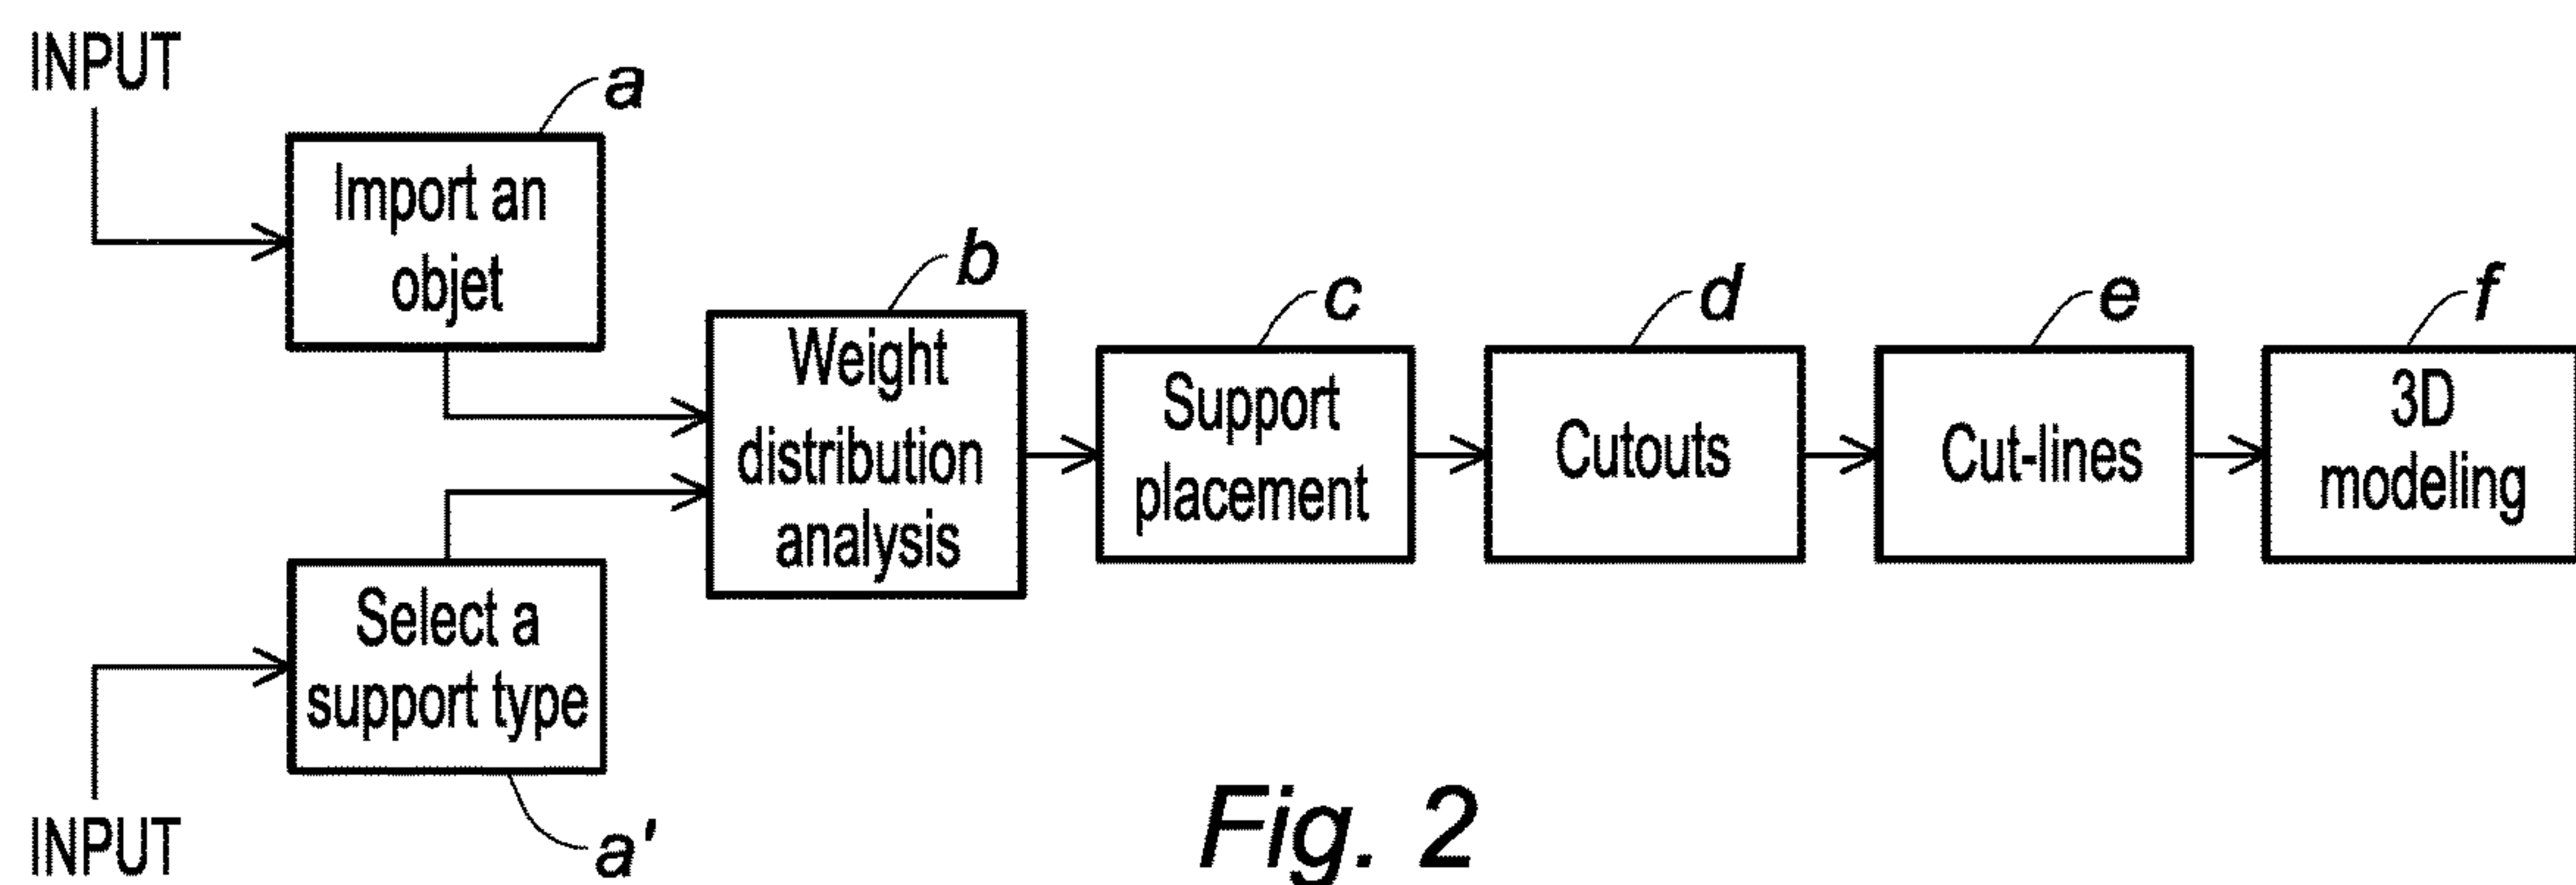 INPUT
a
Import an
objet
b
Weight
distribution
analysis
c
Support
placement
d
Cutouts
e
Cut-lines
f
3D
modeling
Select a
support type
a'
INPUT
Fig. 2